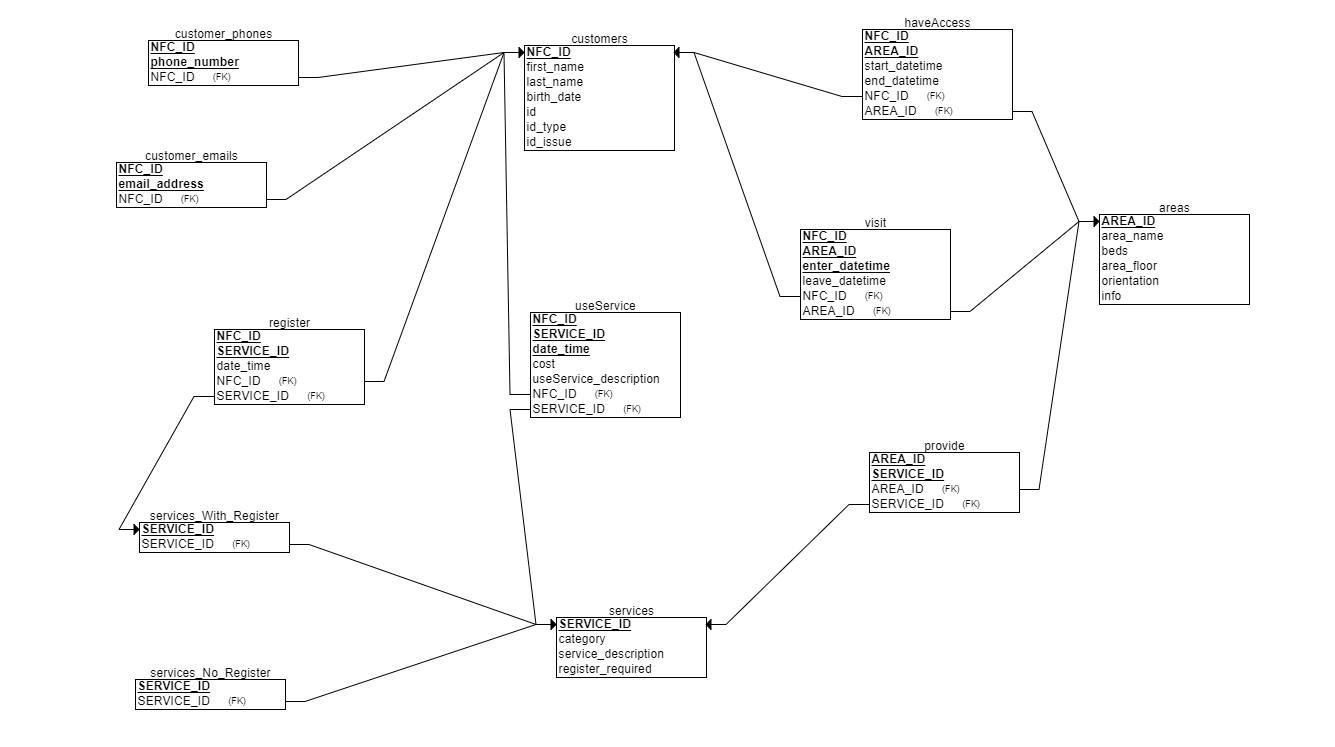 customer_phones
NFC_ID
phone_number
NFC_ID (FK)
customers
NFC_ID
first_name
last_name
birth_date
id
id_type
id_issue
haveAccess
NFC_ID
AREA_ID
start_datetime
end_datetime
NFC_ID (FK)
AREA_ID (FK)
customer_emails
NFC_ID
email_address
NFC_ID (FK)
areas
AREA_ID
area_name
beds
area_floor
orientation
info
visit
NFC_ID
AREA_ID
enter_datetime
leave_datetime
NFC_ID (FK)
AREA_ID (FK)
register
NFC_ID
SERVICE_ID
date_time
NFC_ID (FK)
SERVICE_ID (FK)
useService
NFC_ID
SERVICE_ID
date_time
cost
useService_description
NFC_ID (FK)
SERVICE_ID (FK)
provide
AREA_ID
SERVICE_ID
AREA_ID (FK)
SERVICE_ID (FK)
services_With_Register
SERVICE_ID
SERVICE_ID (FK)
services
SERVICE_ID
category
service_description
register_required
services_No_Register
SERVICE_ID
SERVICE_ID (FK)